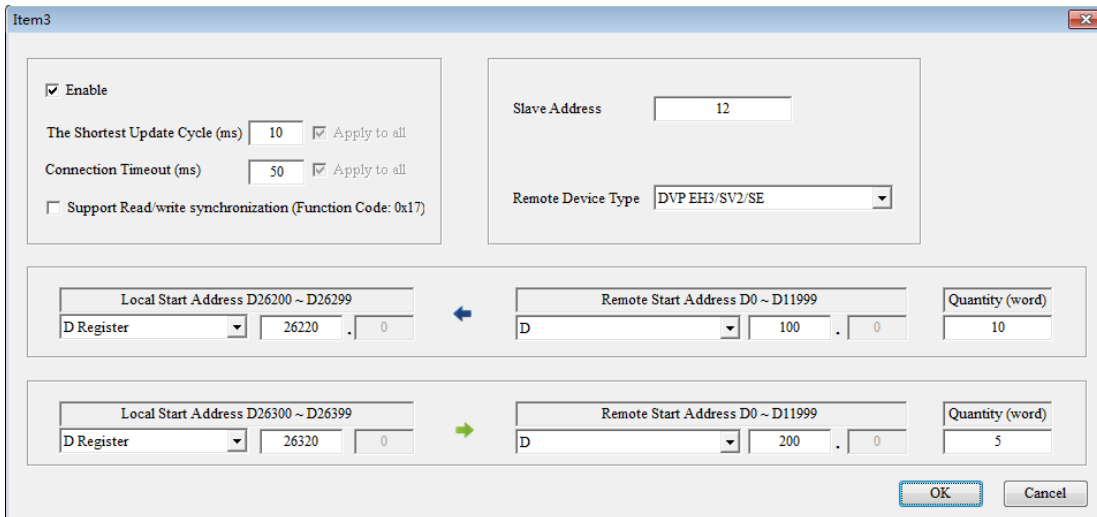 Item3
Enable
The Shortest Update Cycle (ms) 10 Apply to all
Connection Timeout (ms) 50 Apply to all
Support Read/write synchronization (Function Code: 0x17)
Slave Address 12
Remote Device Type DVP EH3/SV2/SE
Local Start Address D26200 ~ D26299 Remote Start Address D0 ~ D11999 Quantity (word)
D Register 26220 . 0 D 100 . 0 10
Local Start Address D26300 ~ D26399 Remote Start Address D0 ~ D11999 Quantity (word)
D Register 26320 0 D 200 . 0 5
OK Cancel